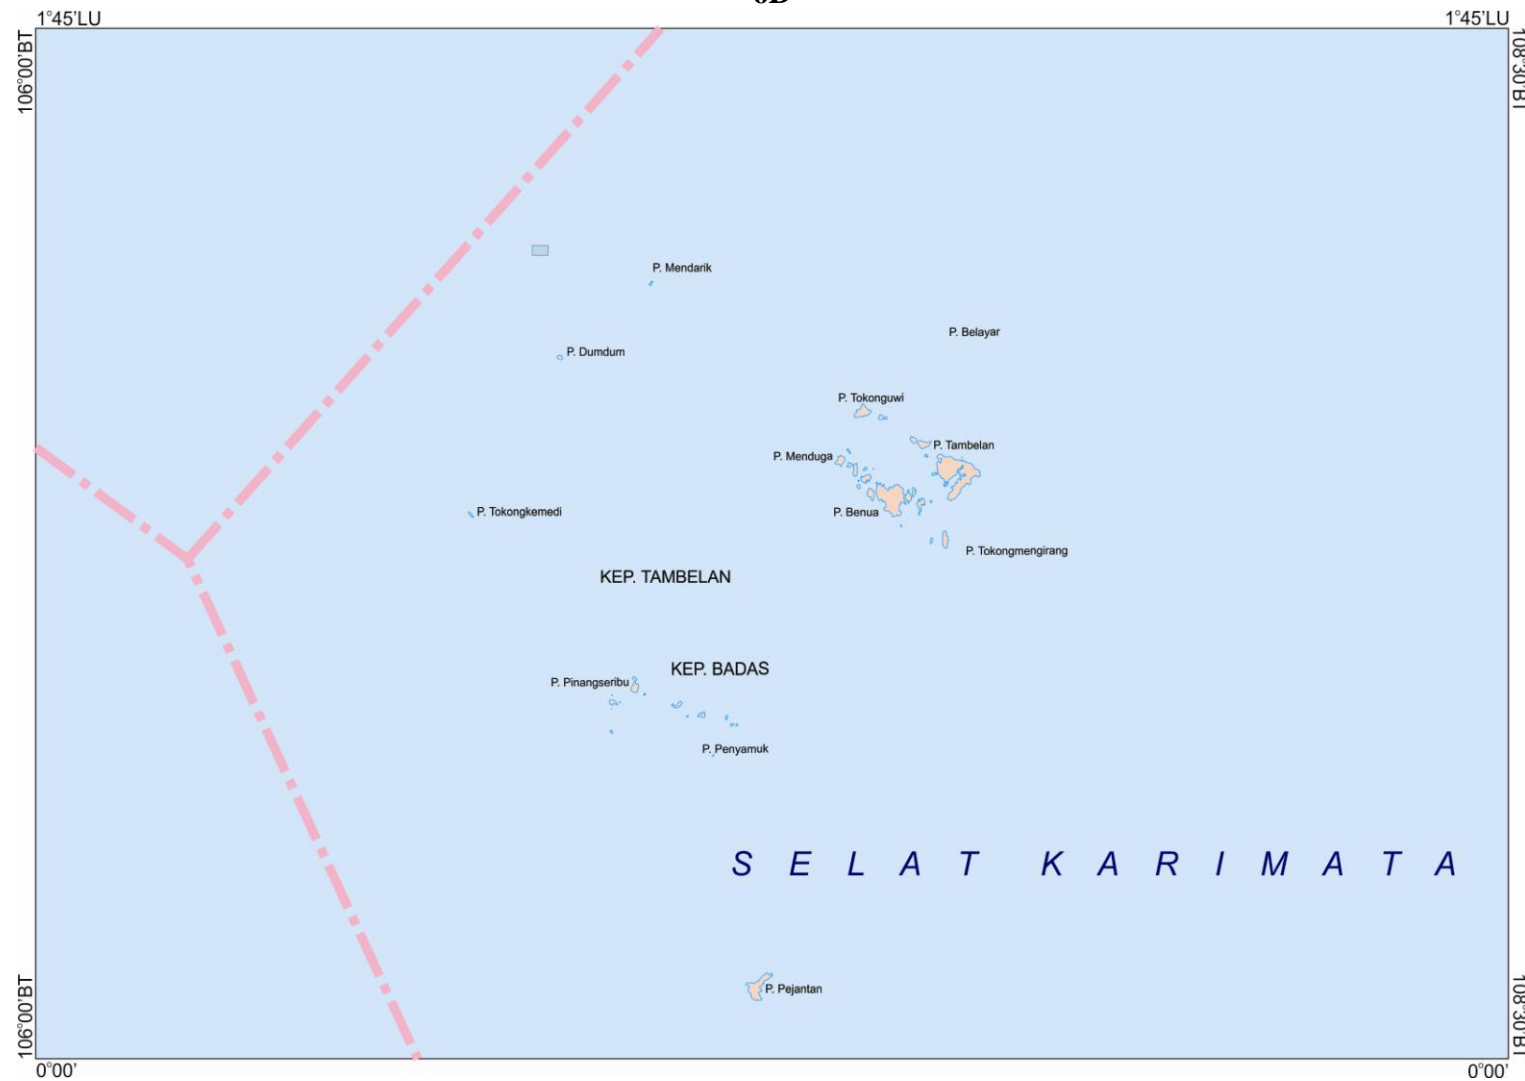 1°45'LU
1°45'LU
106°00'BT
108°30'BT
P. Mendarik
P. Belayar
P. Dumdum
P. Tokonguwi
P. Tambelan
P. Menduga
P. Tokongkemedi
P. Benua
P. Tokongmengirang
KEP. TAMBELAN
KEP. BADAS
P. Pinangseribu
P. Penyamuk
SELAT KARIMATA
P. Pejantan
106°00'BT
108°30'BT
0°00'
0°00'